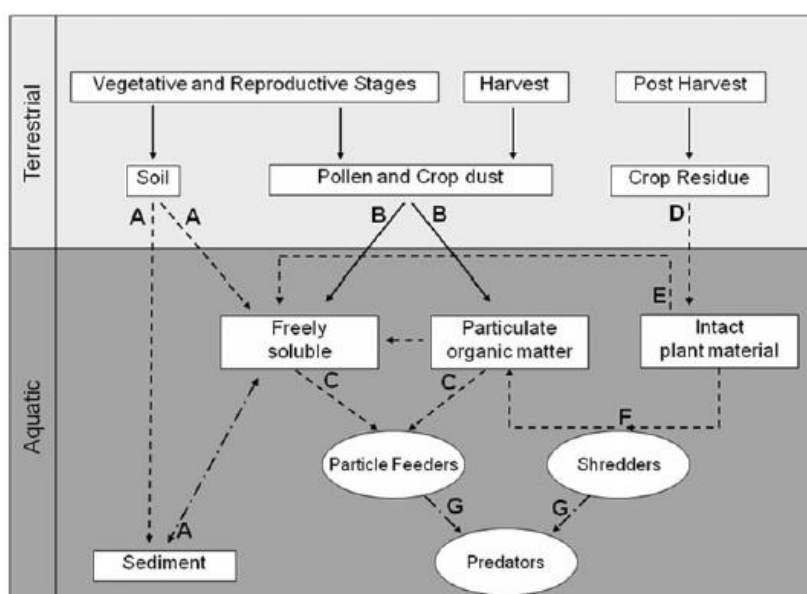 Terrestrial
Vegetative and Reproductive Stages
Harvest
Post Harvest
Soil
Pollen and Crop dust
Crop Residue
A
A
B
B
D
Aquatic
E
Freely
soluble
Particulate
organic matter
Intact
plant material
C
C
F
Particle Feeders
Shredders
G
G
A
Sediment
Predators